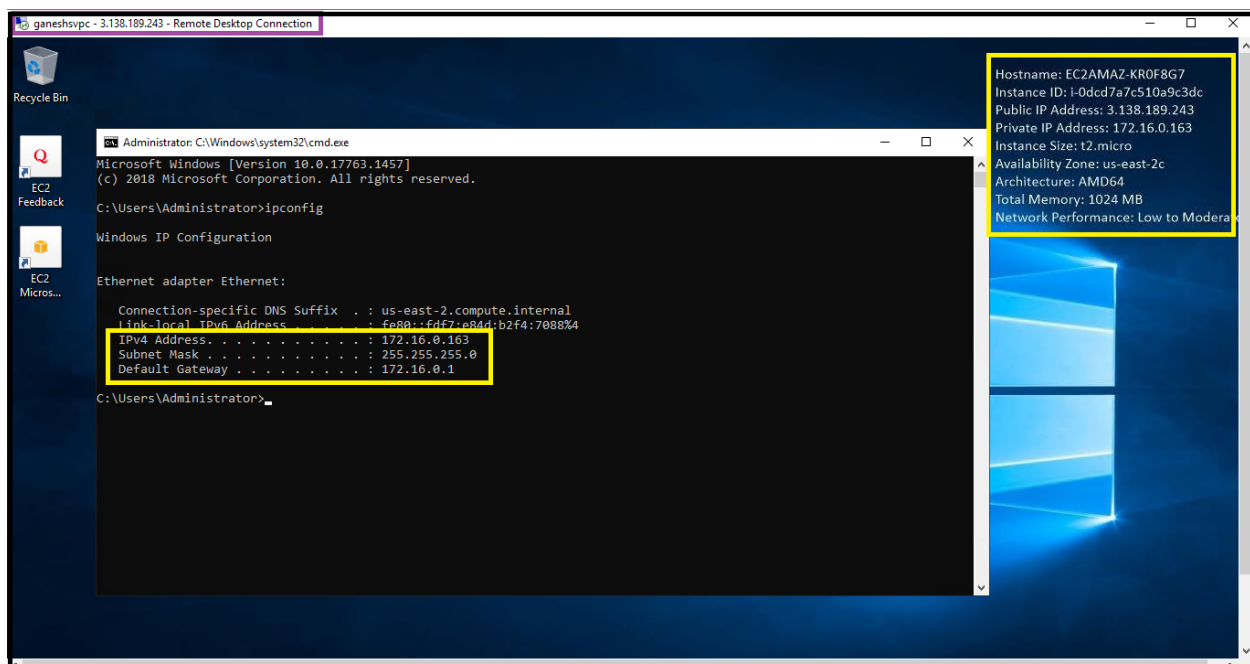 ganeshsvpc - 3.138.189.243 - Remote Desktop Connection
Recycle Bin
EC2
Feedback
EC2
Micros...
Hostname: EC2AMAZ-KR0F8G7
Instance ID: i-0dcd7a7c510a9c3dc
Public IP Address: 3.138.189.243
Private IP Address: 172.16.0.163
Instance Size: t2.micro
Availability Zone: us-east-2c
Architecture: AMD64
Total Memory: 1024 MB
Network Performance: Low to Moderate
Administrator: C:\Windows\system32\cmd.exe
Microsoft Windows [Version 10.0.17763.1457]
(c) 2018 Microsoft Corporation. All rights reserved.
C:\Users\Administrator>ipconfig
Windows IP Configuration
Ethernet adapter Ethernet:
Connection-specific DNS Suffix . : us-east-2.compute.internal
Link-local IPv6 Address . . . . . : fe80::fdf7:e84d:b2f4:7088%4
IPv4 Address. . . . . . . . . . . : 172.16.0.163
Subnet Mask . . . . . . . . . . . : 255.255.255.0
Default Gateway . . . . . . . . . : 172.16.0.1
C:\Users\Administrator>